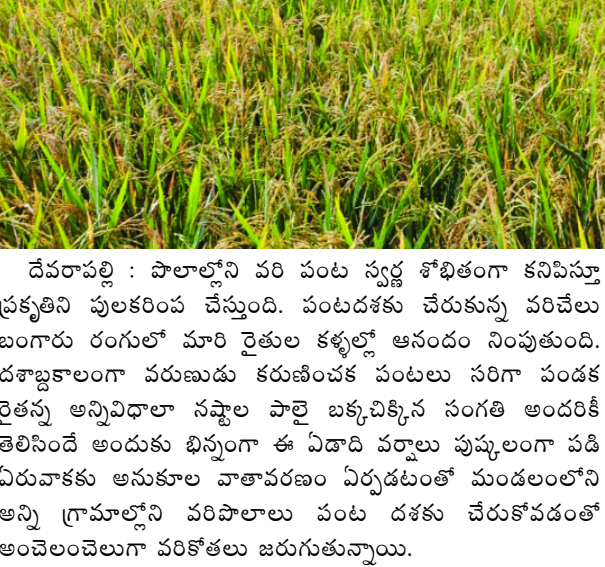 దేవరాపల్లి : పొలాల్లోని వరి పంట స్వర్ణ శోభితంగా కనిపిస్తూ
ప్రకృతిని పులకరింప చేస్తుంది. పంటదశకు చేరుకున్న వరిచేలు
బంగారు రంగులో మారి రైతుల కళ్ళల్లో ఆనందం నింపుతుంది.
దశాబ్దకాలంగా వరుణుడు కరుణించక పంటలు సరిగా పండక
రైతన్న అన్నివిధాలా నష్టాల పాలై బక్కచిక్కిన సంగతి అందరికీ
తెలిసిందే అందుకు భిన్నంగా ఈ ఏడాది వర్షాలు పుష్కలంగా పడి
ఏరువాకకు అనుకూల వాతావరణం ఏర్పడటంతో మండలంలోని
అన్ని గ్రామాల్లోని వరిపొలాలు పంట దశకు చేరుకోవడంతో
అంచెలంచెలుగా వరికోతలు జరుగుతున్నాయి.